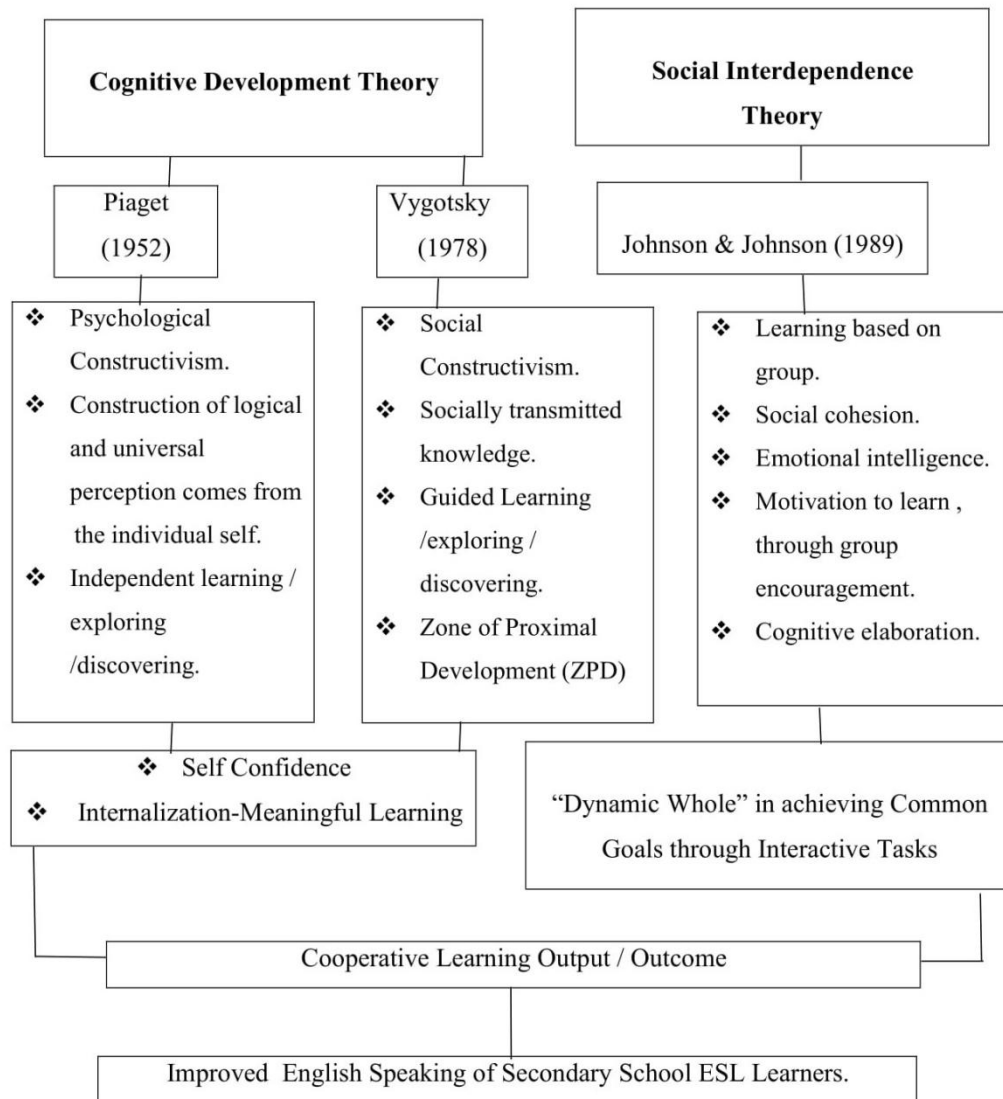 Cognitive Development Theory
Social Interdependence
Theory
Piaget
(1952)
Vygotsky
(1978)
Johnson & Johnson (1989)
❖ Psychological
Constructivism.
❖ Construction of logical
and universal
perception comes from
the individual self.
❖ Independent learning /
exploring
/discovering.
❖ Social
Constructivism.
❖ Socially transmitted
knowledge.
❖ Guided Learning
/exploring /
discovering.
❖ Zone of Proximal
Development (ZPD)
❖ Learning based on
group.
❖ Social cohesion.
❖ Emotional intelligence.
❖ Motivation to learn ,
through group
encouragement.
❖ Cognitive elaboration.
❖ Self Confidence
❖ Internalization-Meaningful Learning
“Dynamic Whole” in achieving Common
Goals through Interactive Tasks
Cooperative Learning Output / Outcome
Improved English Speaking of Secondary School ESL Learners.